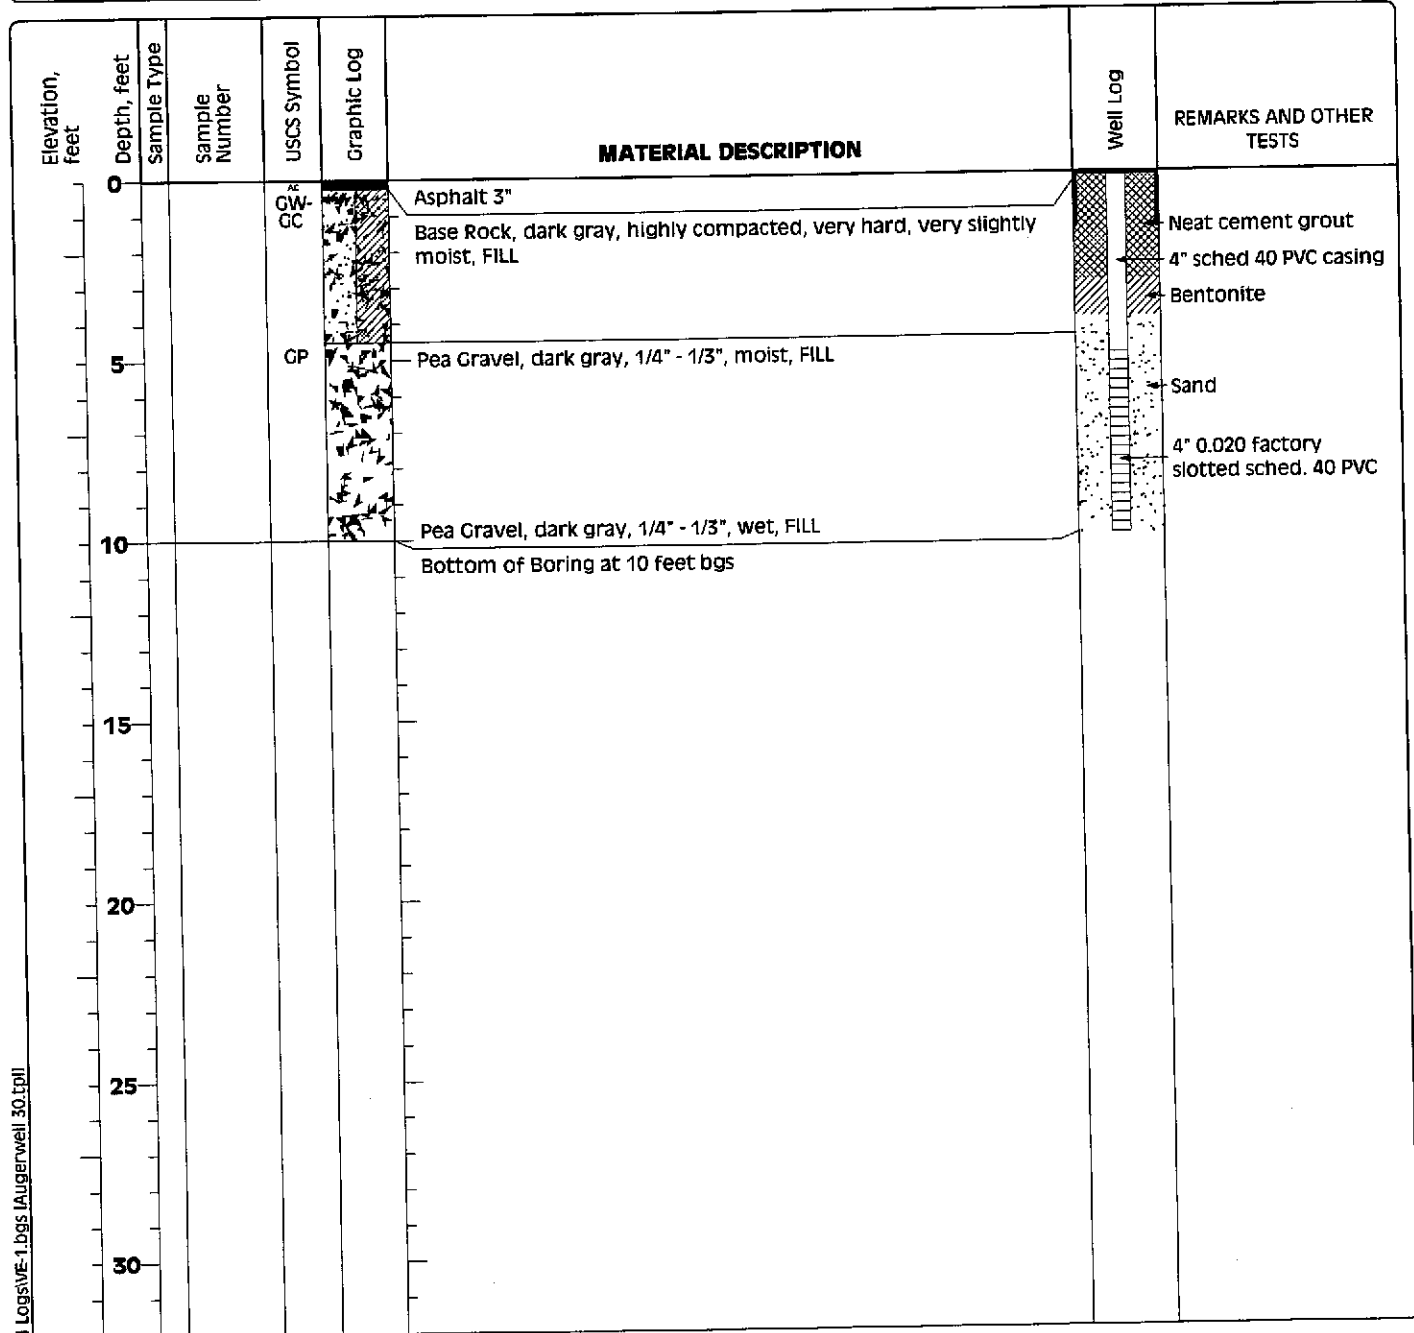 Elevation, feet
Depth, feet
Sample Type
Sample Number
USCS Symbol
Graphic Log
MATERIAL DESCRIPTION
Well Log
REMARKS AND OTHER
TESTS
0
AC
GW-
GC
Asphalt 3"
Base Rock, dark gray, highly compacted, very hard, very slightly
moist, FILL
Neat cement grout
4" sched 40 PVC casing
Bentonite
5
GP
Pea Gravel, dark gray, 1/4" - 1/3", moist, FILL
Sand
4" 0.020 factory
slotted sched. 40 PVC
Pea Gravel, dark gray, 1/4" - 1/3", wet, FILL
10
Bottom of Boring at 10 feet bgs
15
20
25
30
Logs\VE-1.bgs [Augerwell 30.tpl]